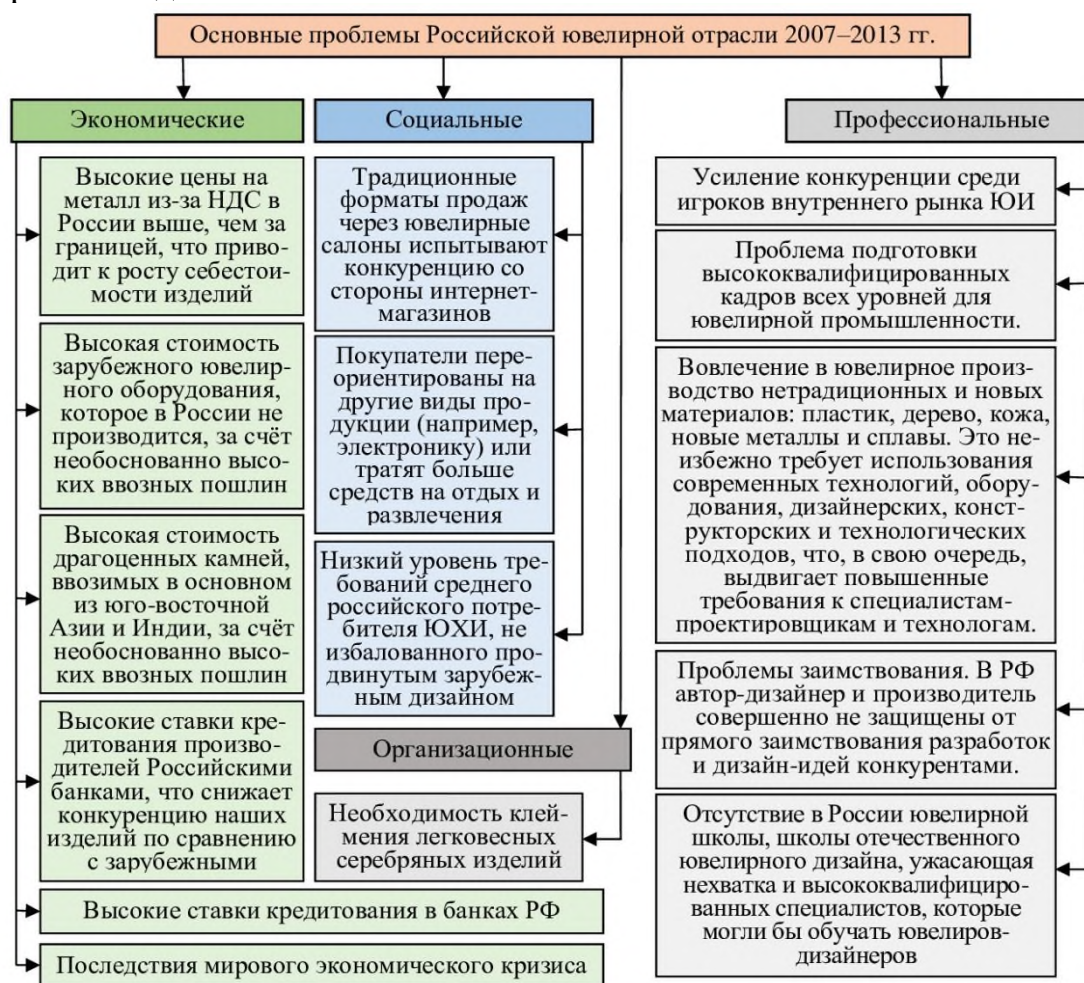 Основные проблемы Российской ювелирной отрасли 2007–2013 гг.
Экономические
Высокие цены на
металл из-за НДС в
России выше, чем за
границей, что приво-
дит к росту себестои-
мости изделий
Высокая стоимость
зарубежного ювелир-
ного оборудования,
которое в России не
производится, за счёт
необоснованно высо-
ких ввозных пошлин
Высокая стоимость
драгоценных камней,
ввозимых в основном
из юго-восточной
Азии и Индии, за счёт
необоснованно высо-
ких ввозных пошлин
Высокие ставки кре-
дитования произво-
дителей Российскими
банками, что снижает
конкуренцию наших
изделий по сравнению
с зарубежными
Высокие ставки кредитования в банках РФ
Последствия мирового экономического кризиса
Социальные
Традиционные
форматы продаж
через ювелирные
салоны испытывают
конкуренцию со
стороны интернет-
магазинов
Покупатели пере-
ориентированы на
другие виды про-
дукции (например,
электронику) или
тратят больше
средств на отдых и
развлечения
Низкий уровень тре-
бований среднего
российского потре-
бителя ЮХИ, не
избалованного про-
двинутым зарубеж-
ным дизайном
Организационные
Необходимость клей-
мения легковесных
серебряных изделий
Профессиональные
Усиление конкуренции среди
игроков внутреннего рынка ЮИ
Проблема подготовки
высококвалифицированных
кадров всех уровней для
ювелирной промышленности.
Вовлечение в ювелирное произ-
водство нетрадиционных и новых
материалов: пластик, дерево, кожа,
новые металлы и сплавы. Это не-
избежно требует использования
современных технологий, обору-
дования, дизайнерских, конст-
рукторских и технологических
подходов, что, в свою очередь,
выдвигает повышенные
требования к специалистам-
проектировщикам и технологам.
Проблемы заимствования. В РФ
автор-дизайнер и производитель
совершенно не защищены от
прямого заимствования разработок
и дизайн-идей конкурентами.
Отсутствие в России ювелирной
школы, школы отечественного
ювелирного дизайна, ужасающая
нехватка и высококвалифициро-
ванных специалистов, которые
могли бы обучать ювелиров-
дизайнеров